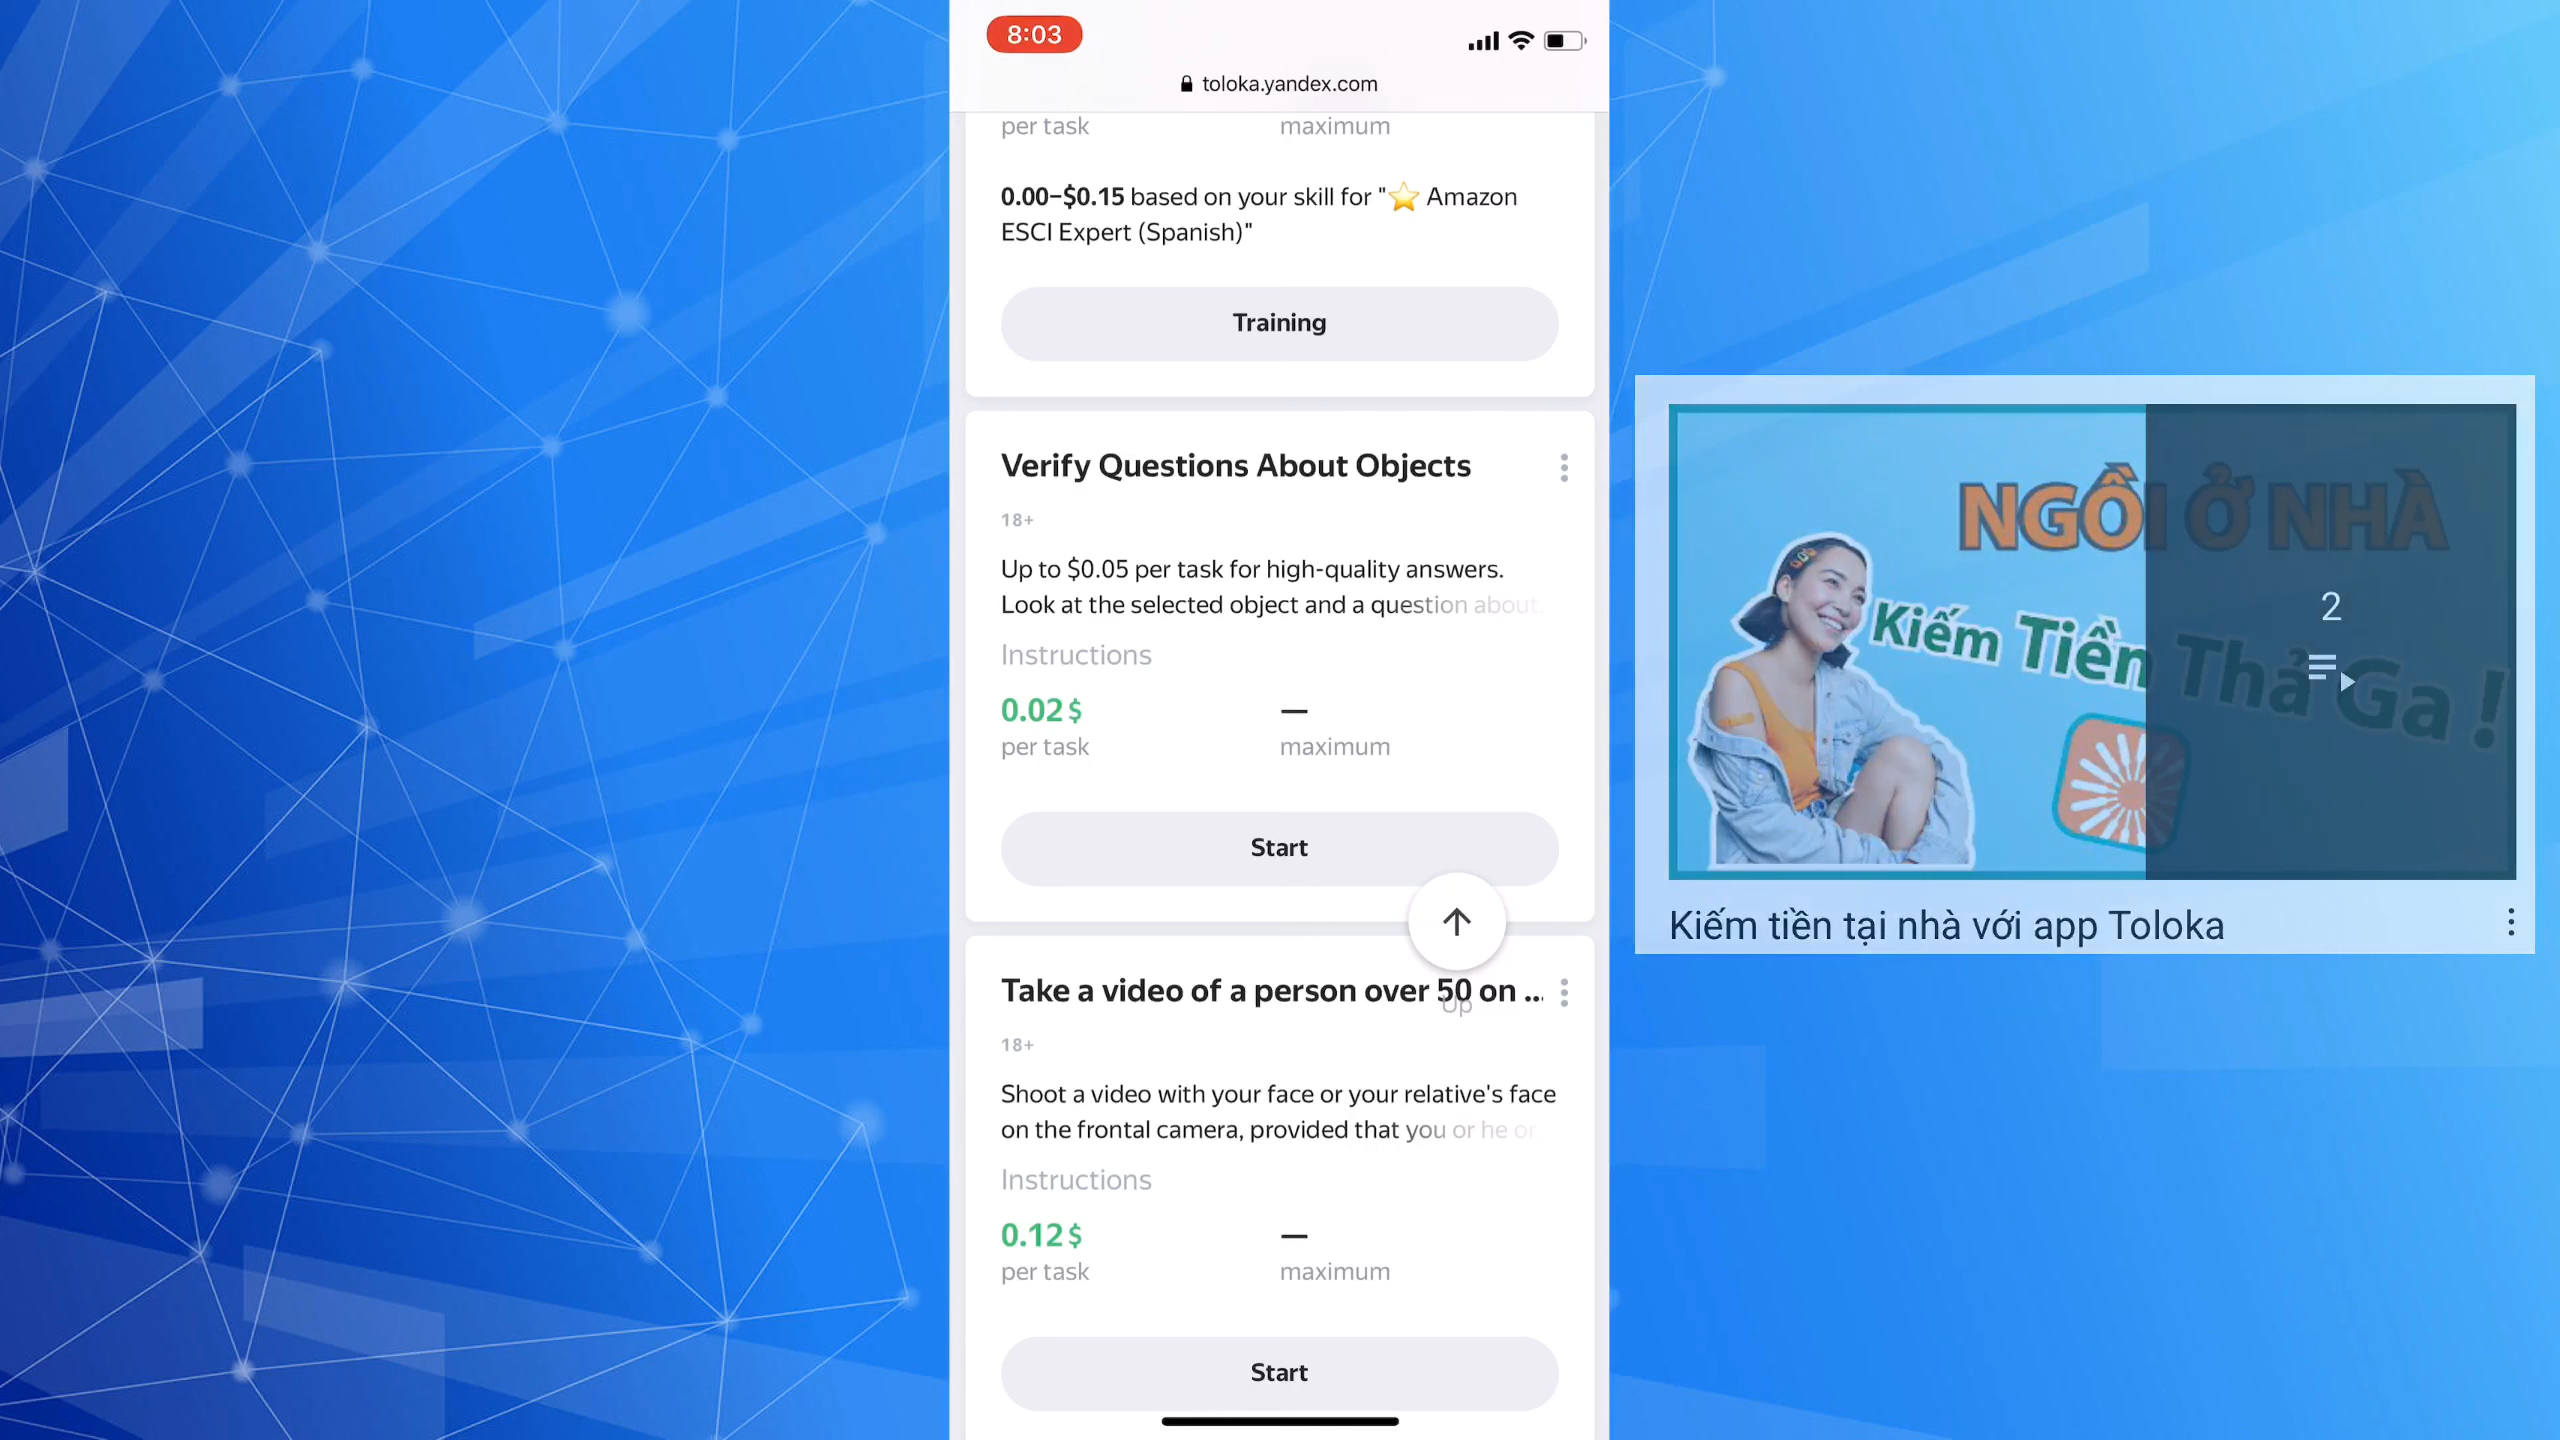 8:03
toloka.yandex.com
per task
maximum
0.00–$0.15 based on your skill for "⭐ Amazon
ESCI Expert (Spanish)"
Training
Verify Questions About Objects
18+
Up to $0.05 per task for high-quality answers.
Look at the selected object and a question about
Instructions
0.02 $
—
per task
maximum
Start
Take a video of a person over 50 on ...
Up
18+
Shoot a video with your face or your relative's face
on the frontal camera, provided that you or he or
Instructions
0.12 $
—
per task
maximum
Start
NGỒI Ở NHÀ
Kiếm Tiền Thả Ga !
2
Kiếm tiền tại nhà với app Toloka